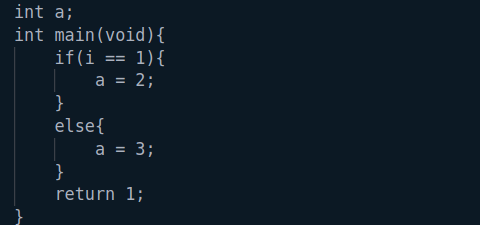 int a;
int main(void){
    if(i == 1){
        a = 2;
    }
    else{
        a = 3;
    }
    return 1;
}